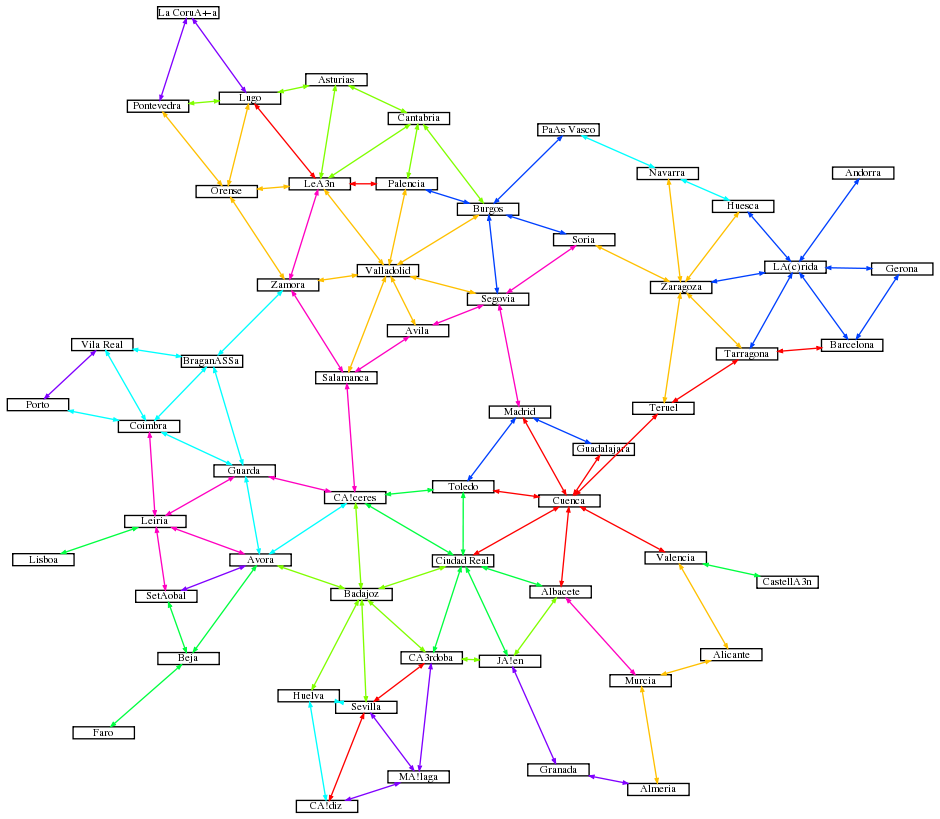 La CoruA+-a
Asturias
Lugo
Pontevedra
Cantabria
PaAs Vasco
Navarra
Andorra
LeA3n
Palencia
Orense
Burgos
Huesca
Soria
LA(c)rida
Gerona
Valladolid
Zamora
Zaragoza
Segovia
Avila
Vila Real
BraganASSa
Tarragona
Barcelona
Salamanca
Porto
Teruel
Madrid
Coimbra
Guadalajara
Guarda
Toledo
CA!ceres
Cuenca
Leiria
Lisboa
Avora
Ciudad Real
Valencia
CastellA3n
SetAobal
Badajoz
Albacete
Beja
CA3rdoba
JA!en
Alicante
Murcia
Huelva
Sevilla
Faro
Granada
MA!laga
Almeria
CA!diz